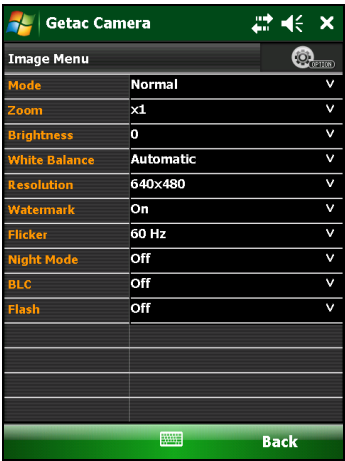 Getac Camera
Image Menu
OPTION
Mode Normal
Zoom x1
Brightness 0
White Balance Automatic
Resolution 640x480
Watermark On
Flicker 60 Hz
Night Mode Off
BLC Off
Flash Off
Back